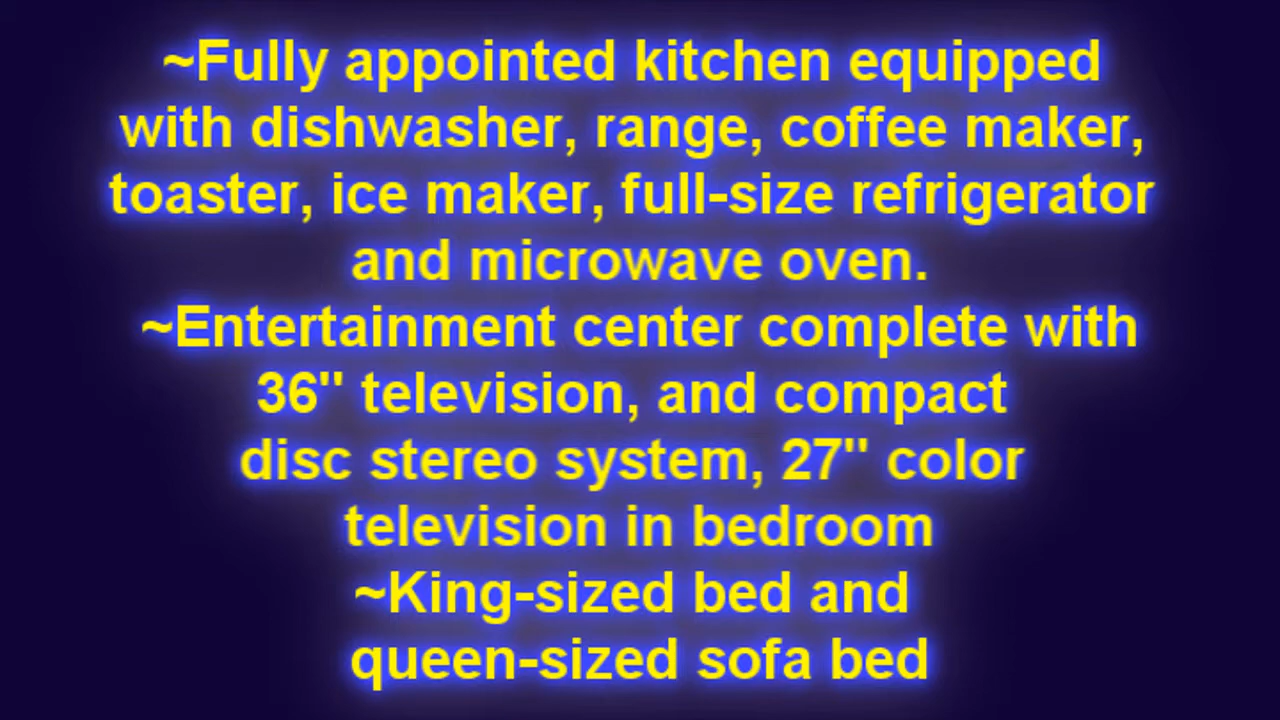 ~Fully appointed kitchen equipped
with dishwasher, range, coffee maker,
toaster, ice maker, full-size refrigerator
and microwave oven.
~Entertainment center complete with
36" television, and compact
disc stereo system, 27" color
television in bedroom
~King-sized bed and
queen-sized sofa bed